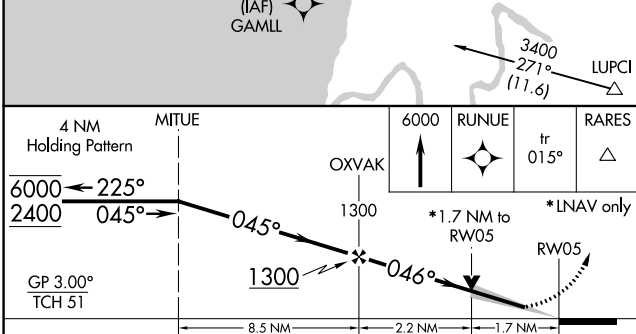 (IAF)
GAMLL
3400
271°
(11.6)
LUPCI
4 NM
Holding Pattern
MITUE
6000
RUNUE
tr
015°
RARES
OXVAK
1300
*LNAV only
*1.7 NM to
RW05
RW05
6000 225°
2400 045°
045°
1300
046°
GP 3.00°
TCH 51
8.5 NM
2.2 NM
1.7 NM